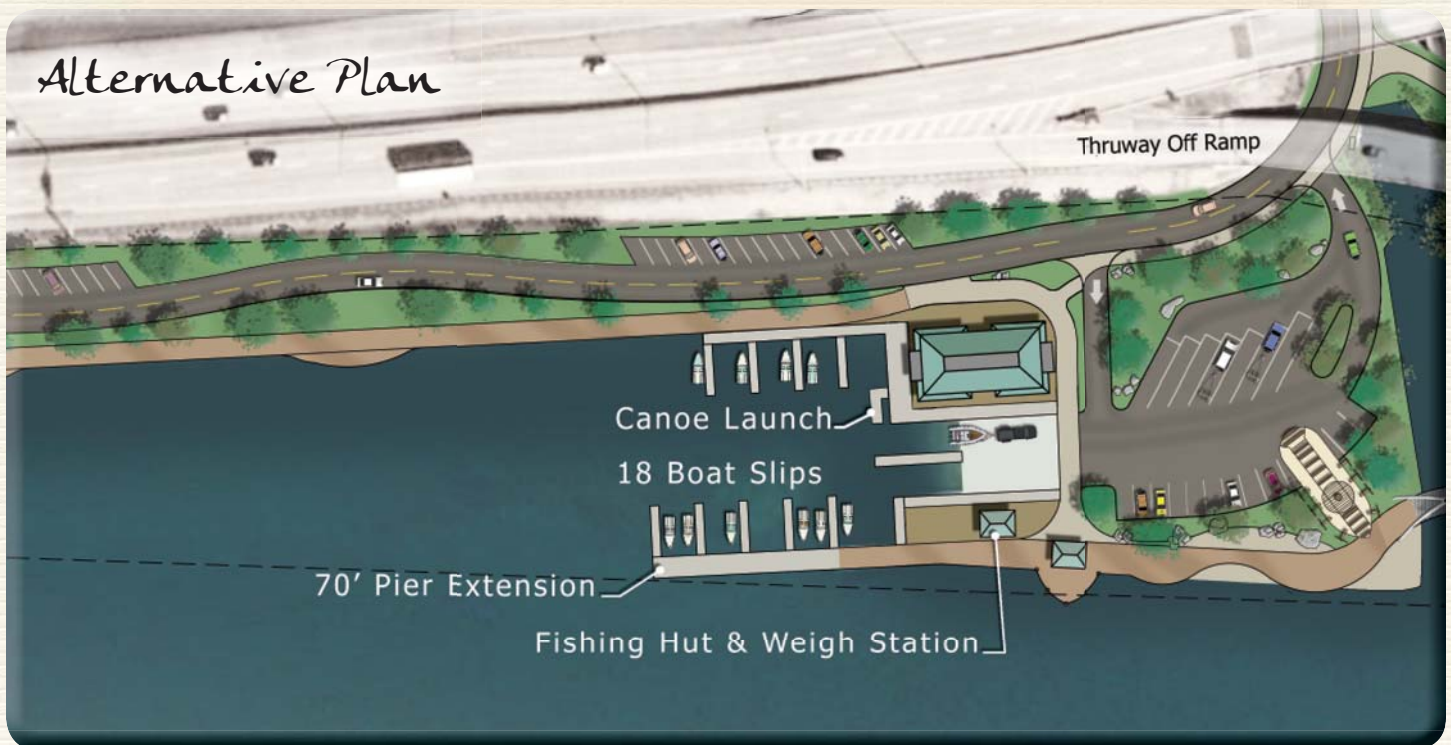 Alternative Plan
Thruway Off Ramp
Canoe Launch
18 Boat Slips
70’ Pier Extension
Fishing Hut & Weigh Station